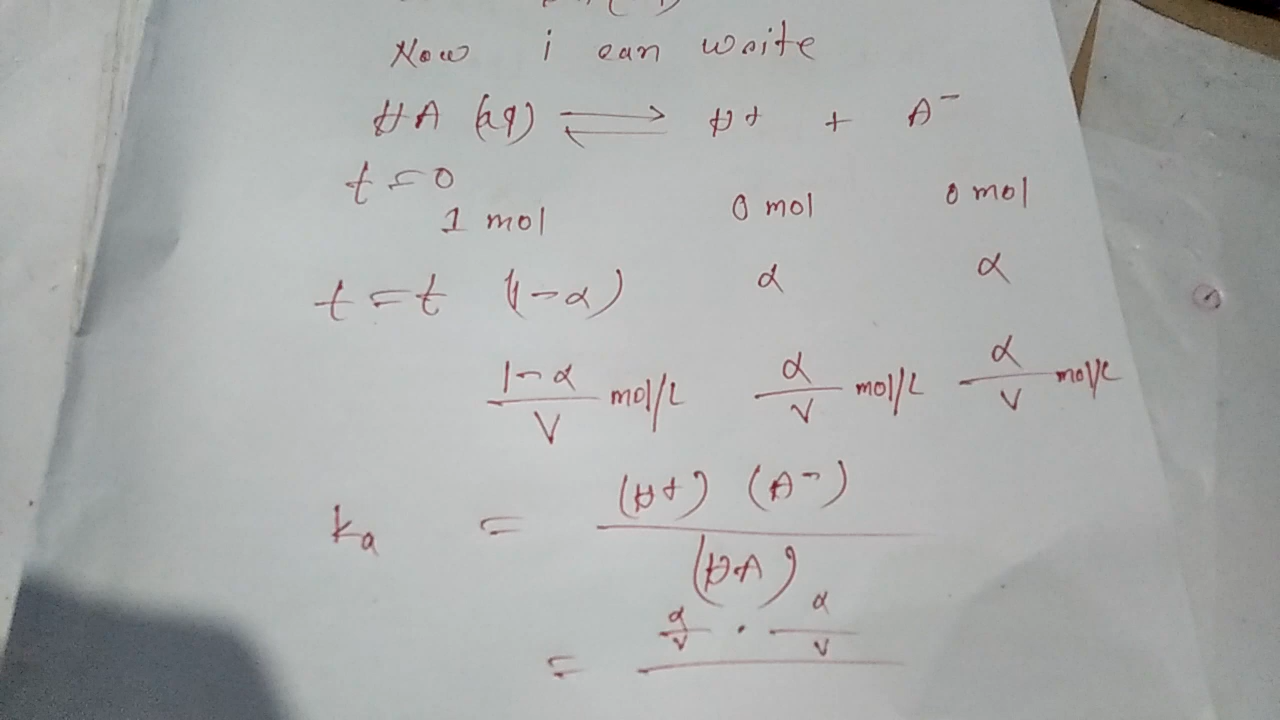 Now i can write
HA (aq) ⇌ H+ + A⁻
t = 0
1 mol 0 mol 0 mol
t = t (1-α) α α
1-α/V mol/L α/V mol/L α/V mol/L
Ka = (H+) (A⁻)/(HA)
= α/V · α/V